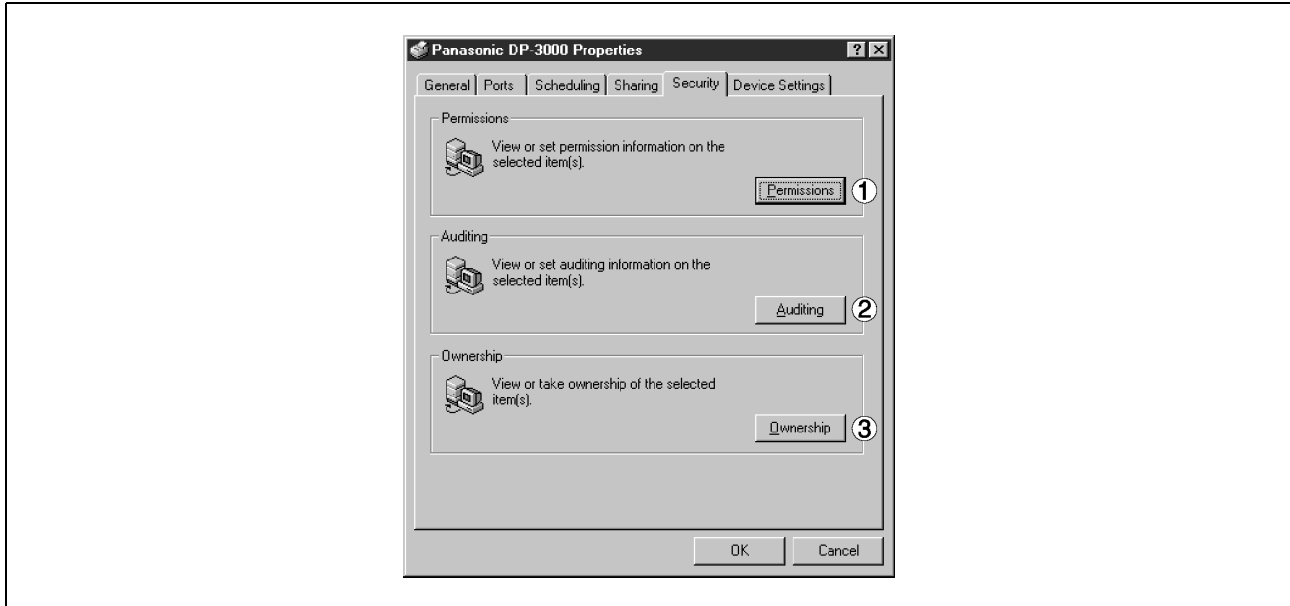 Panasonic DP-3000 Properties
General Ports Scheduling Sharing Security Device Settings
Permissions
View or set permission information on the
selected item(s).
Permissions ①
Auditing
View or set auditing information on the
selected item(s).
Auditing ②
Ownership
View or take ownership of the selected
item(s).
Ownership ③
OK Cancel